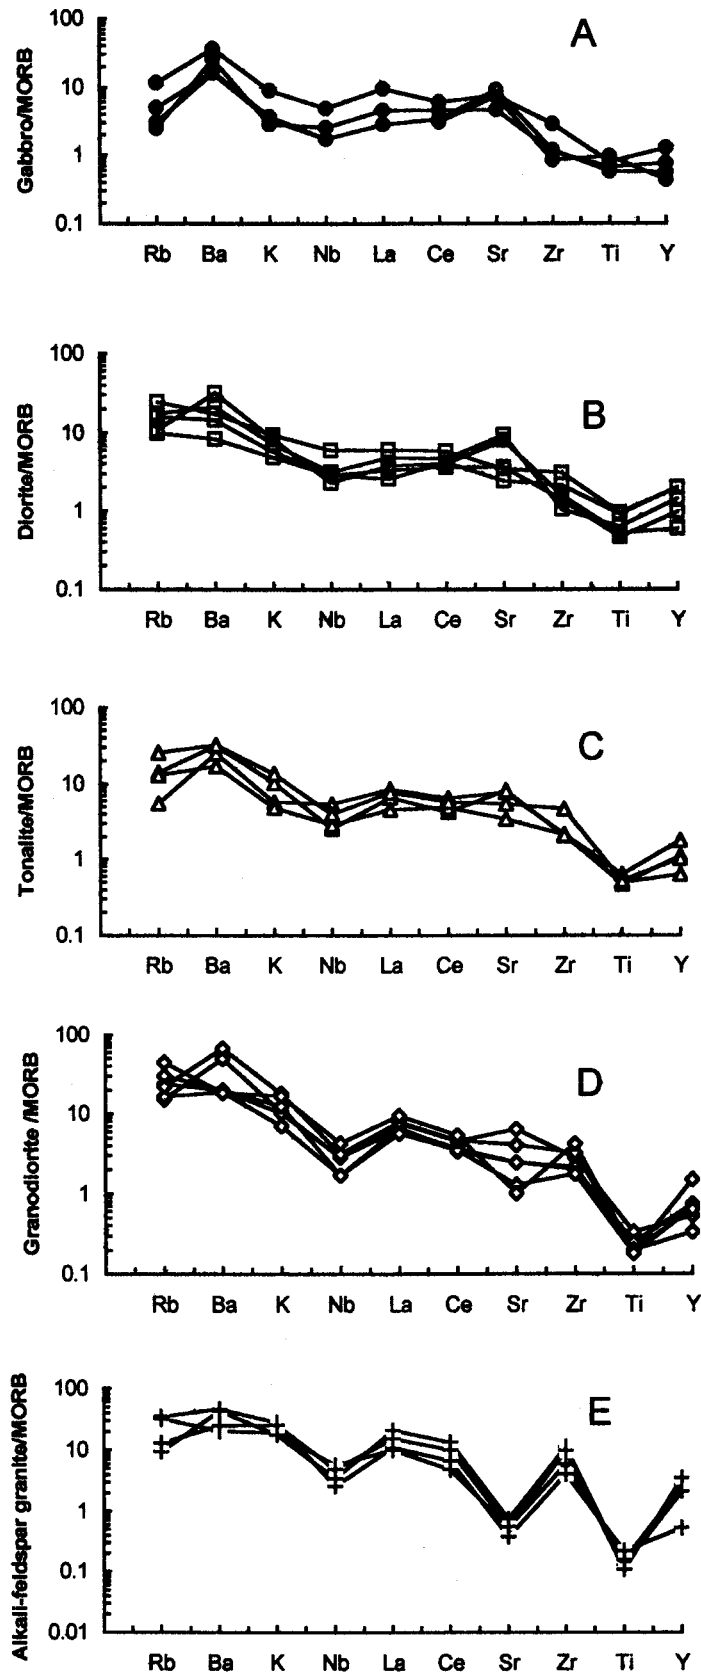 100
A
10
1
0.1
Gabbro/MORB
Rb Ba K Nb La Ce Sr Zr Ti Y
100
B
10
1
0.1
Diorite/MORB
Rb Ba K Nb La Ce Sr Zr Ti Y
100
C
10
1
0.1
Tonalite/MORB
Rb Ba K Nb La Ce Sr Zr Ti Y
100
D
10
1
0.1
Granodiorite /MORB
Rb Ba K Nb La Ce Sr Zr Ti Y
100
E
10
1
0.1
0.01
Alkali-feldspar granite/MORB
Rb Ba K Nb La Ce Sr Zr Ti Y